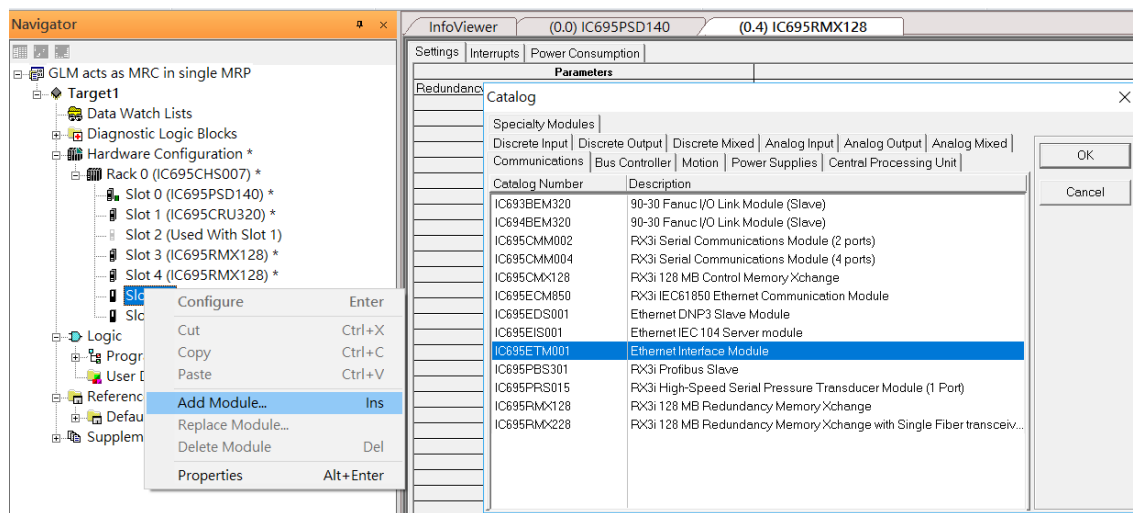 Navigator
GLM acts as MRC in single MRP
Target1
Data Watch Lists
Diagnostic Logic Blocks
Hardware Configuration *
Rack 0 (IC695CHS007) *
Slot 0 (IC695PSD140) *
Slot 1 (IC695CRU320) *
Slot 2 (Used With Slot 1)
Slot 3 (IC695RMX128) *
Slot 4 (IC695RMX128) *
Slo
Slo
Logic
Progr
User D
Referenc
Defau
Supplem
Configure Enter
Cut Ctrl+X
Copy Ctrl+C
Paste Ctrl+V
Add Module... Ins
Replace Module...
Delete Module Del
Properties Alt+Enter
InfoViewer (0.0) IC695PSD140 (0.4) IC695RMX128
Settings Interrupts Power Consumption
Parameters
Redundancy
Catalog
Specialty Modules
Discrete Input Discrete Output Discrete Mixed Analog Input Analog Output Analog Mixed
Communications Bus Controller Motion Power Supplies Central Processing Unit
Catalog Number Description
IC693BEM320 90-30 Fanuc I/O Link Module (Slave)
IC694BEM320 90-30 Fanuc I/O Link Module (Slave)
IC695CMM002 RX3i Serial Communications Module (2 ports)
IC695CMM004 RX3i Serial Communications Module (4 ports)
IC695CMX128 RX3i 128 MB Control Memory Xchange
IC695ECM850 RX3i IEC61850 Ethernet Communication Module
IC695EDS001 Ethernet DNP3 Slave Module
IC695EIS001 Ethernet IEC 104 Server module
IC695ETM001 Ethernet Interface Module
IC695PBS301 RX3i Profibus Slave
IC695PRS015 RX3i High-Speed Serial Pressure Transducer Module (1 Port)
IC695RMX128 RX3i 128 MB Redundancy Memory Xchange
IC695RMX228 RX3i 128 MB Redundancy Memory Xchange with Single Fiber transceiv...
OK
Cancel